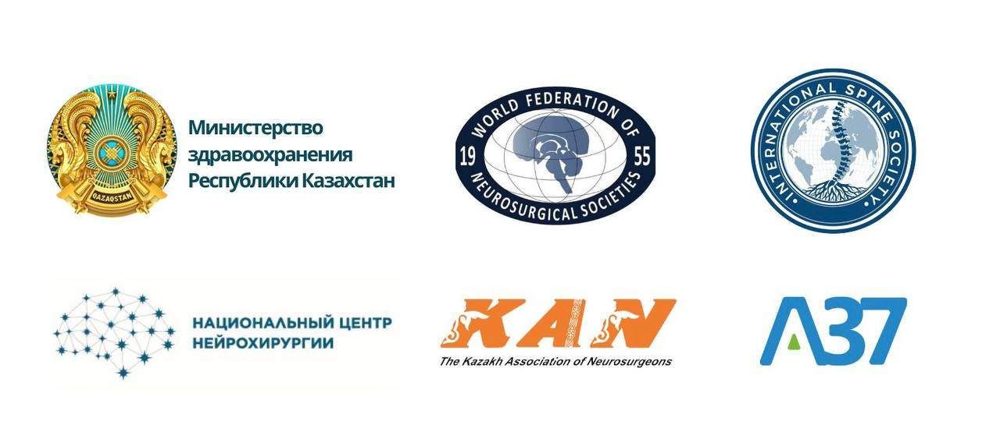 QAZAQSTAN
Министерство
здравоохранения
Республики Казахстан
WORLD FEDERATION OF
19 55
NEUROSURGICAL SOCIETIES
INTERNATIONAL SPINE SOCIETY
НАЦИОНАЛЬНЫЙ ЦЕНТР
НЕЙРОХИРУРГИИ
KAN
The Kazakh Association of Neurosurgeons
A37